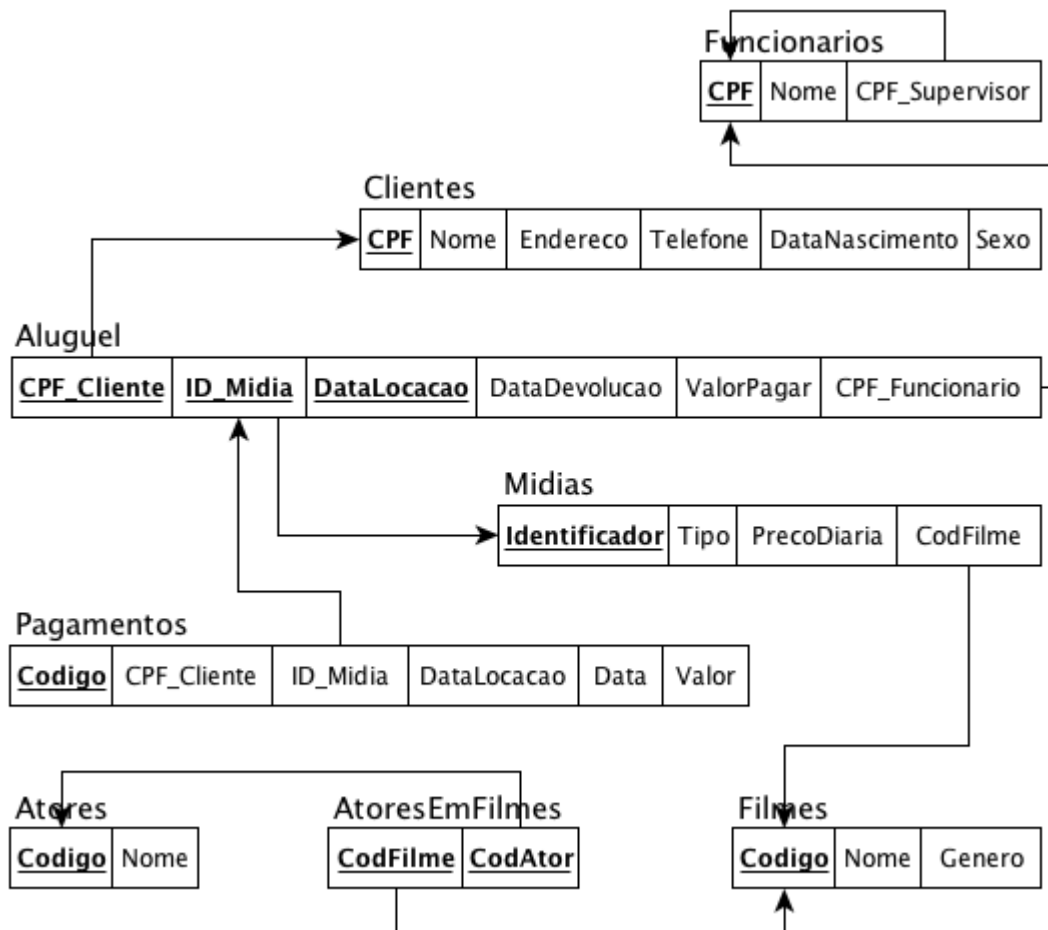 Funcionarios
CPF Nome CPF_Supervisor
Clientes
CPF Nome Endereco Telefone DataNascimento Sexo
Aluguel
CPF_Cliente ID_Midia DataLocacao DataDevolucao ValorPagar CPF_Funcionario
Midias
Identificador Tipo PrecoDiaria CodFilme
Pagamentos
Codigo CPF_Cliente ID_Midia DataLocacao Data Valor
Atores AtoresEmFilmes Filmes
Codigo Nome CodFilme CodAtor Codigo Nome Genero